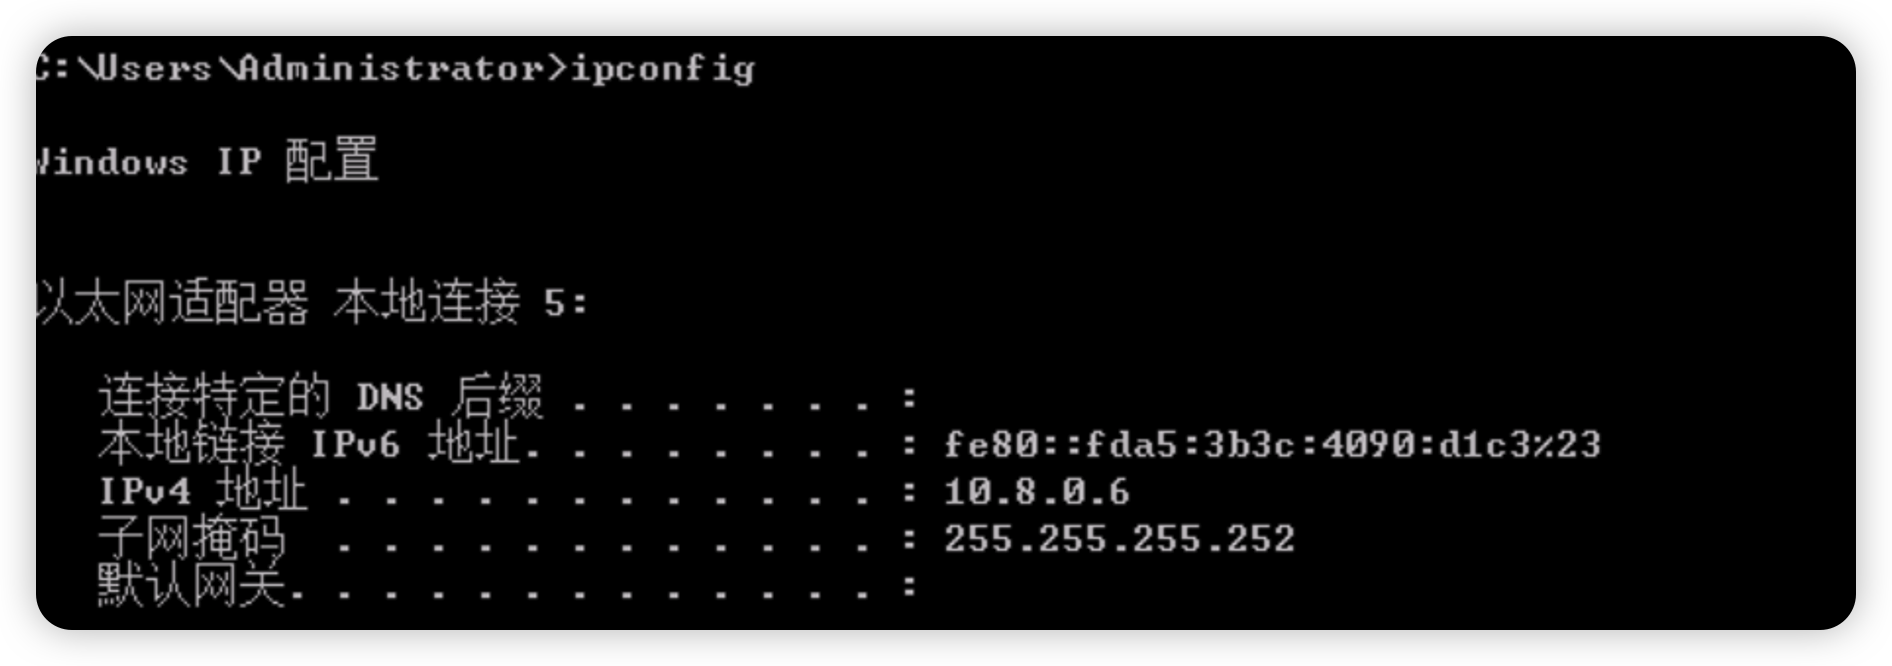 C:\Users\Administrator>ipconfig
Windows IP 配置
以太网适配器 本地连接 5:
连接特定的 DNS 后缀 . . . . . . . :
本地链接 IPv6 地址. . . . . . . . : fe80::fda5:3b3c:4090:d1c3%23
IPv4 地址 . . . . . . . . . . . . : 10.8.0.6
子网掩码  . . . . . . . . . . . . : 255.255.255.252
默认网关. . . . . . . . . . . . . :